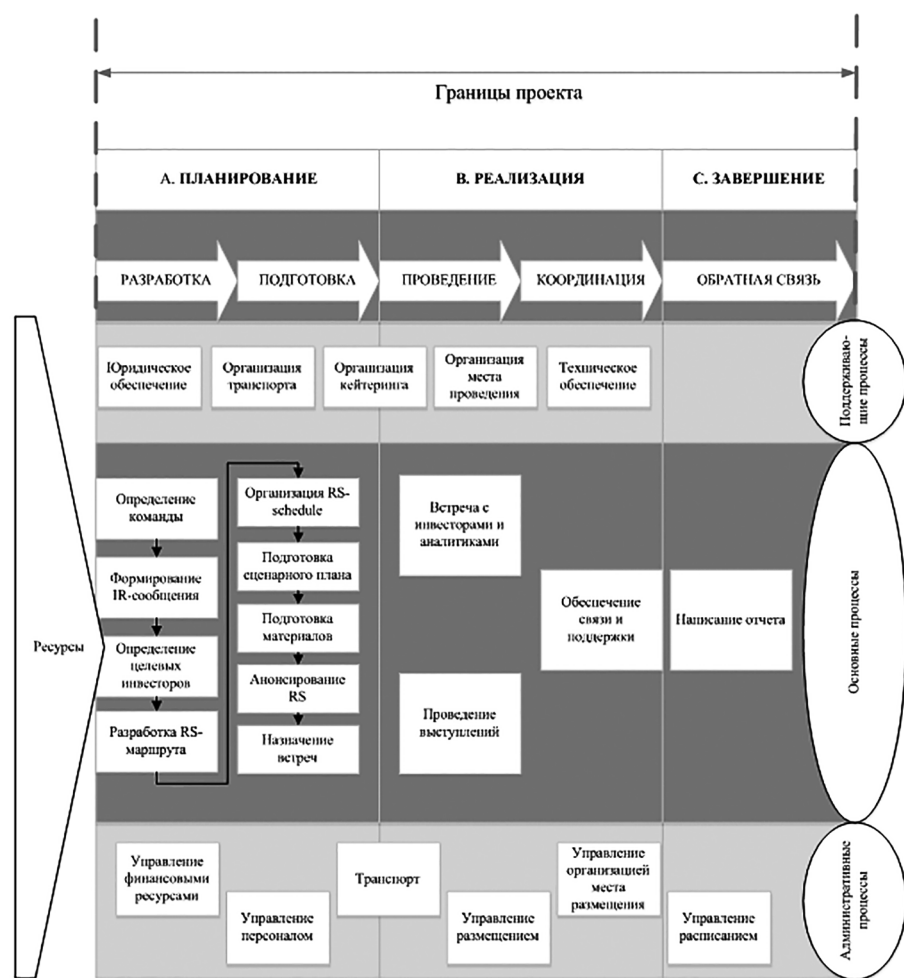 Границы проекта
А. ПЛАНИРОВАНИЕ
В. РЕАЛИЗАЦИЯ
С. ЗАВЕРШЕНИЕ
РАЗРАБОТКА
ПОДГОТОВКА
ПРОВЕДЕНИЕ
КООРДИНАЦИЯ
ОБРАТНАЯ СВЯЗЬ
Юридическое
обеспечение
Организация
транспорта
Организация
кейтеринга
Организация
места
проведения
Техническое
обеспечение
Поддерживаю-
щие процессы
Ресурсы
Определение
команды
Формирование
IR-сообщения
Определение
целевых
инвесторов
Разработка RS-
маршрута
Организация RS-
schedule
Подготовка
сценарного плана
Подготовка
материалов
Анонсирование
RS
Назначение
встреч
Встреча с
инвесторами и
аналитиками
Проведение
выступлений
Обеспечение
связи и
поддержки
Написание отчета
Основные процессы
Управление
финансовыми
ресурсами
Управление
персоналом
Транспорт
Управление
размещением
Управление
организацией
места
размещения
Управление
расписанием
Административные
процессы